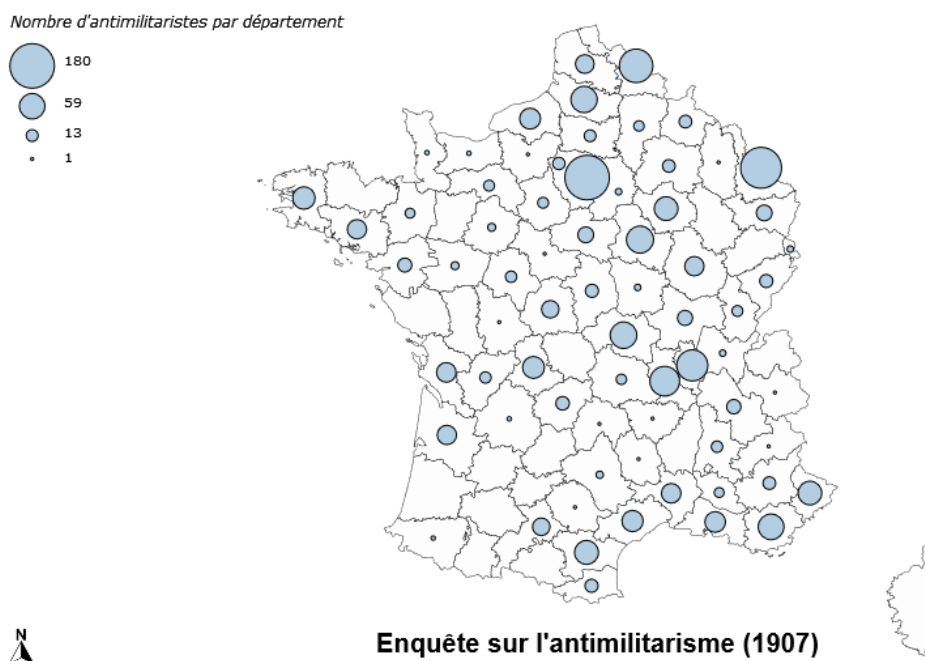 Nombre d'antimilitaristes par département
180
59
13
1
N
Enquête sur l'antimilitarisme (1907)